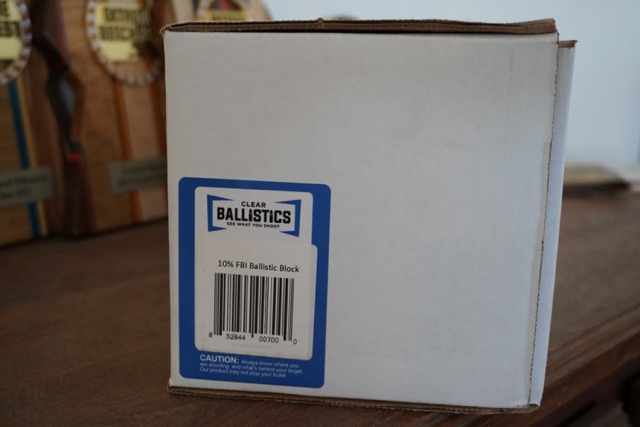 CLEAR
BALLiSTiCS
SEE WHAT YOU SHOOT
10% FBI Ballistic Block
8 52844 00700 0
CAUTION: Always know where you
are shooting, and what's behind your target.
Our product may not stop your bullet.